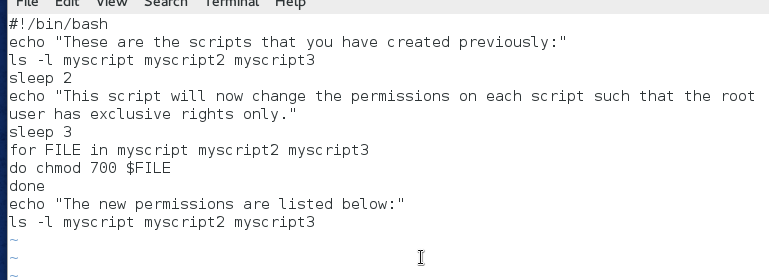 File Edit View Search Terminal Help
#!/bin/bash
echo "These are the scripts that you have created previously:"
ls -l myscript myscript2 myscript3
sleep 2
echo "This script will now change the permissions on each script such that the root
user has exclusive rights only."
sleep 3
for FILE in myscript myscript2 myscript3
do chmod 700 $FILE
done
echo "The new permissions are listed below:"
ls -l myscript myscript2 myscript3
~
~
~